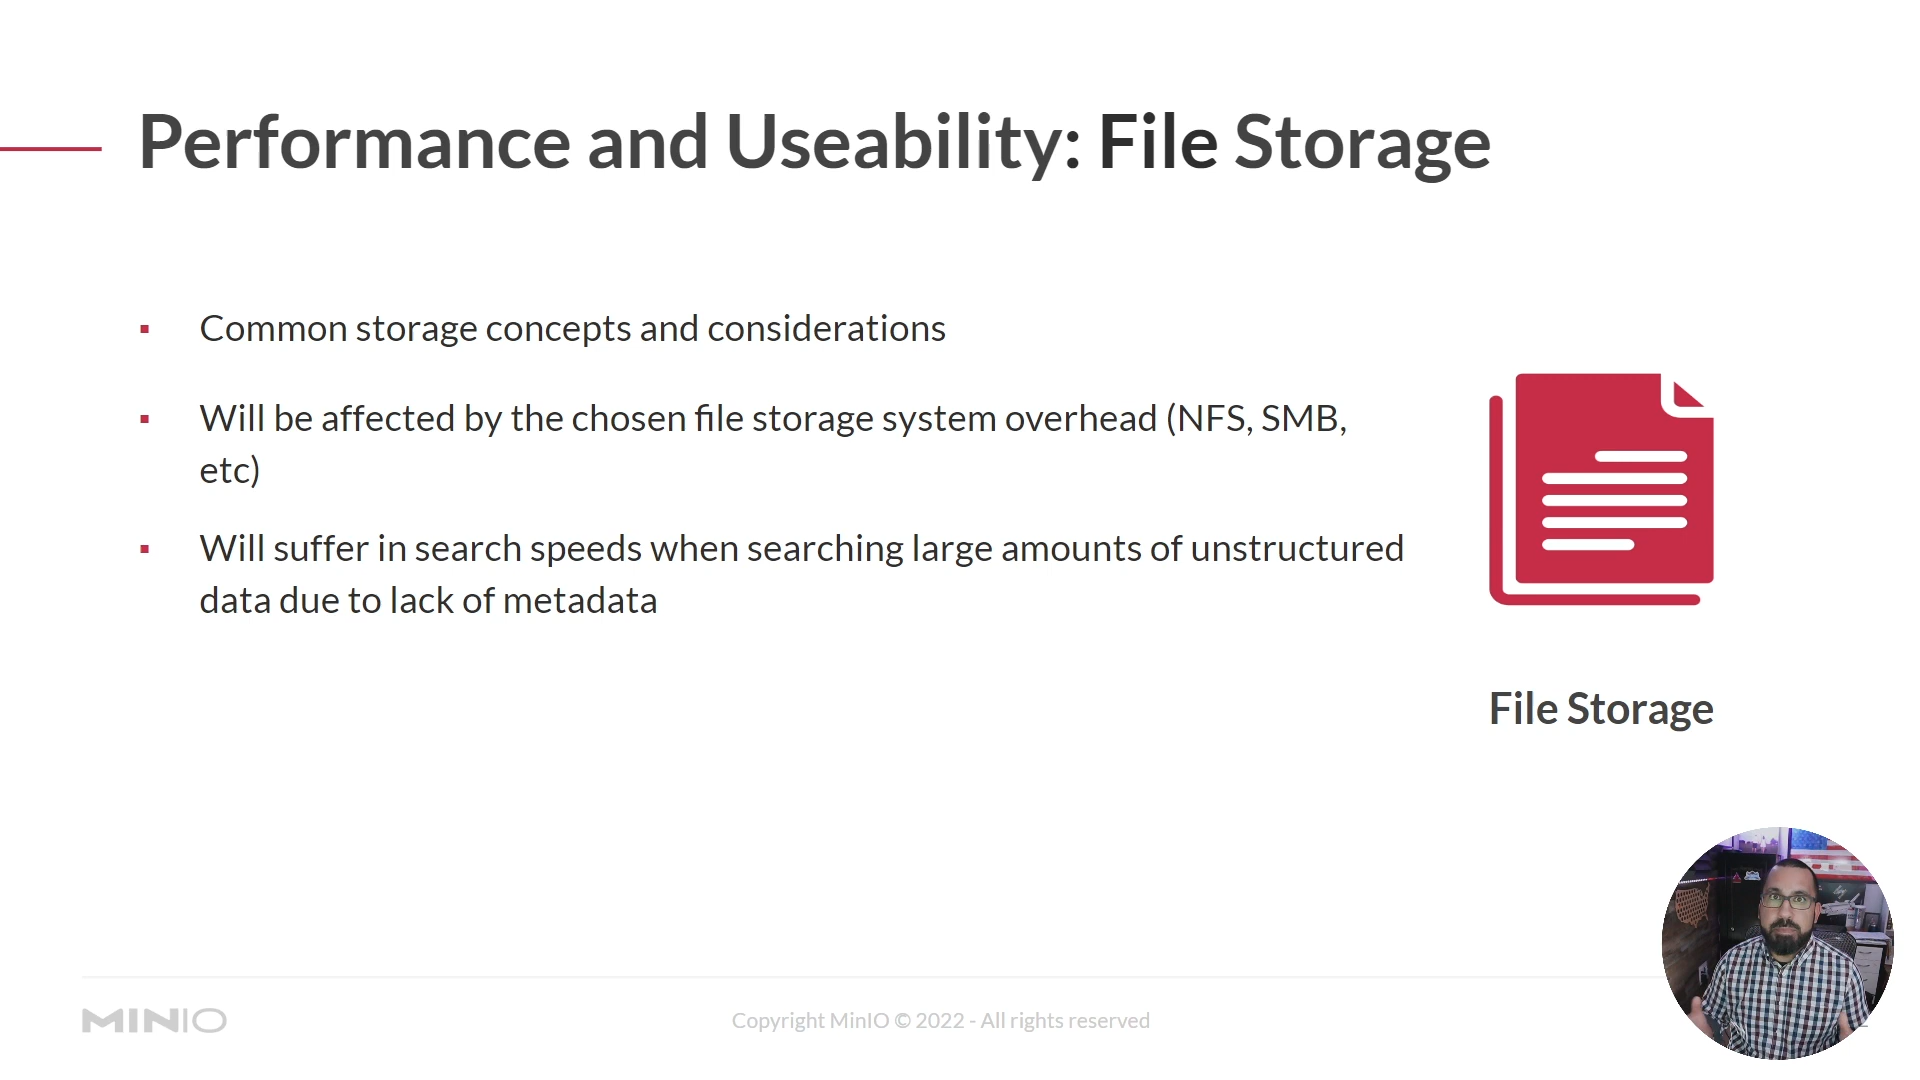 Performance and Useability: File Storage
▪ Common storage concepts and considerations
▪ Will be affected by the chosen file storage system overhead (NFS, SMB,
etc)
▪ Will suffer in search speeds when searching large amounts of unstructured
data due to lack of metadata
File Storage
MINIO
Copyright MinIO © 2022 - All rights reserved